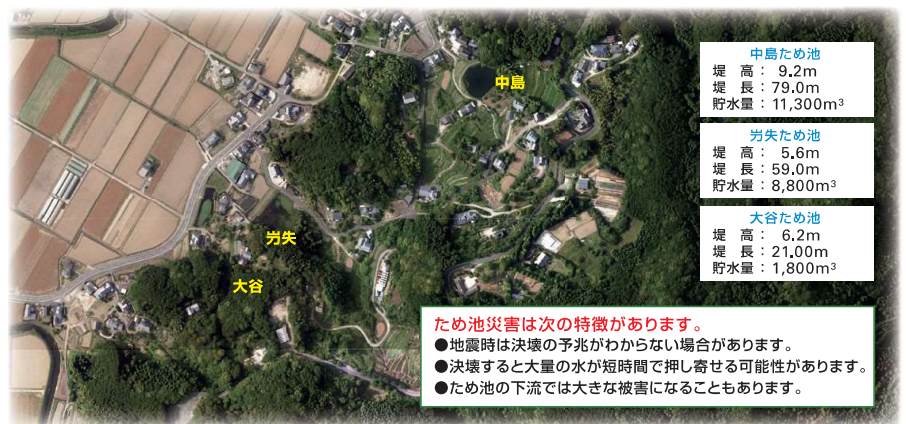 中島
中島ため池
堤 高： 9.2m
堤 長：79.0m
貯水量：11,300m³
岃失ため池
堤 高： 5.6m
堤 長：59.0m
貯水量：8,800m³
大谷ため池
堤 高： 6.2m
堤 長：21.00m
貯水量：1,800m³
岃失
大谷
ため池災害は次の特徴があります。
●地震時は決壊の予兆がわからない場合があります。
●決壊すると大量の水が短時間で押し寄せる可能性があります。
●ため池の下流では大きな被害になることもあります。